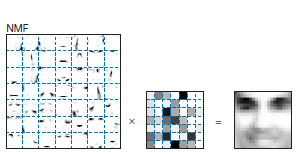 NMF
× =